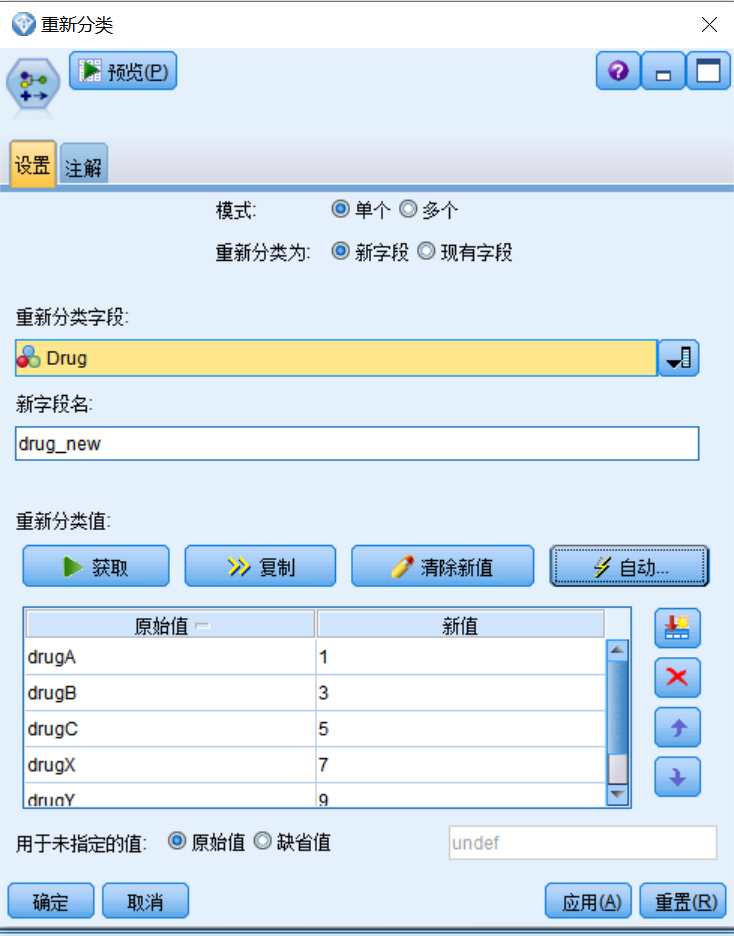 重新分类
预览(P)
设置 注解
模式: 单个 多个
重新分类为: 新字段 现有字段
重新分类字段:
Drug
新字段名:
drug_new
重新分类值:
获取 复制 清除新值 自动...
原始值 新值
drugA 1
drugB 3
drugC 5
drugX 7
drugY 9
用于未指定的值: 原始值 缺省值 undef
确定 取消 应用(A) 重置(R)